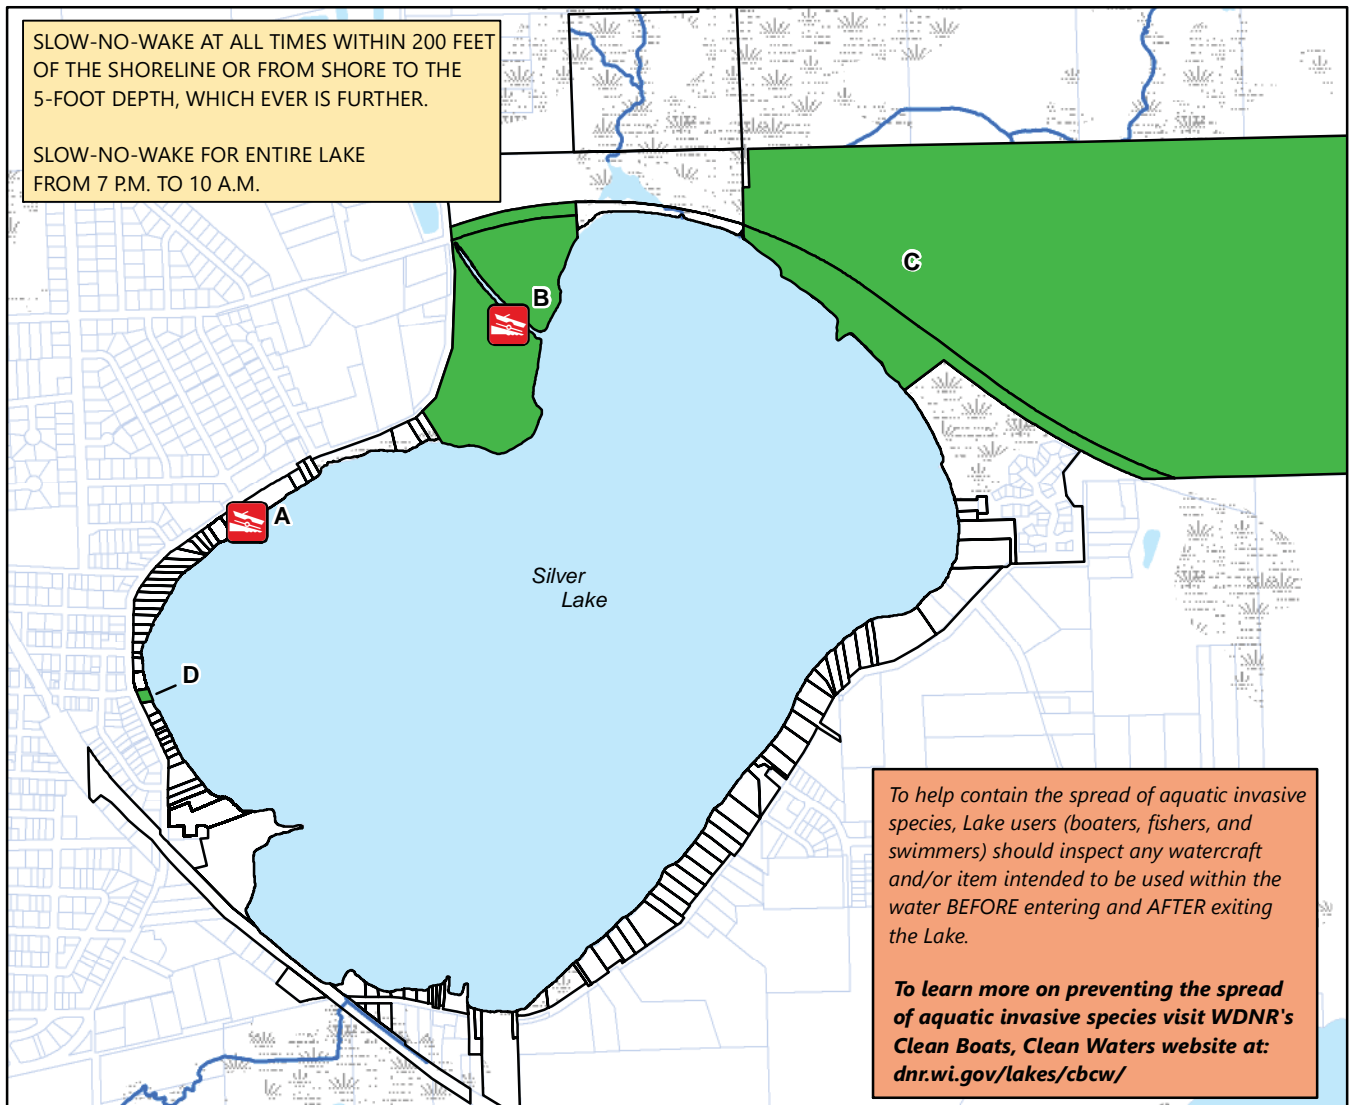 SLOW-NO-WAKE AT ALL TIMES WITHIN 200 FEET
OF THE SHORELINE OR FROM SHORE TO THE
5-FOOT DEPTH, WHICH EVER IS FURTHER.
SLOW-NO-WAKE FOR ENTIRE LAKE
FROM 7 P.M. TO 10 A.M.
C
B
A
Silver
Lake
D
To help contain the spread of aquatic invasive
species, Lake users (boaters, fishers, and
swimmers) should inspect any watercraft
and/or item intended to be used within the
water BEFORE entering and AFTER exiting
the Lake.
To learn more on preventing the spread
of aquatic invasive species visit WDNR's
Clean Boats, Clean Waters website at:
dnr.wi.gov/lakes/cbcw/